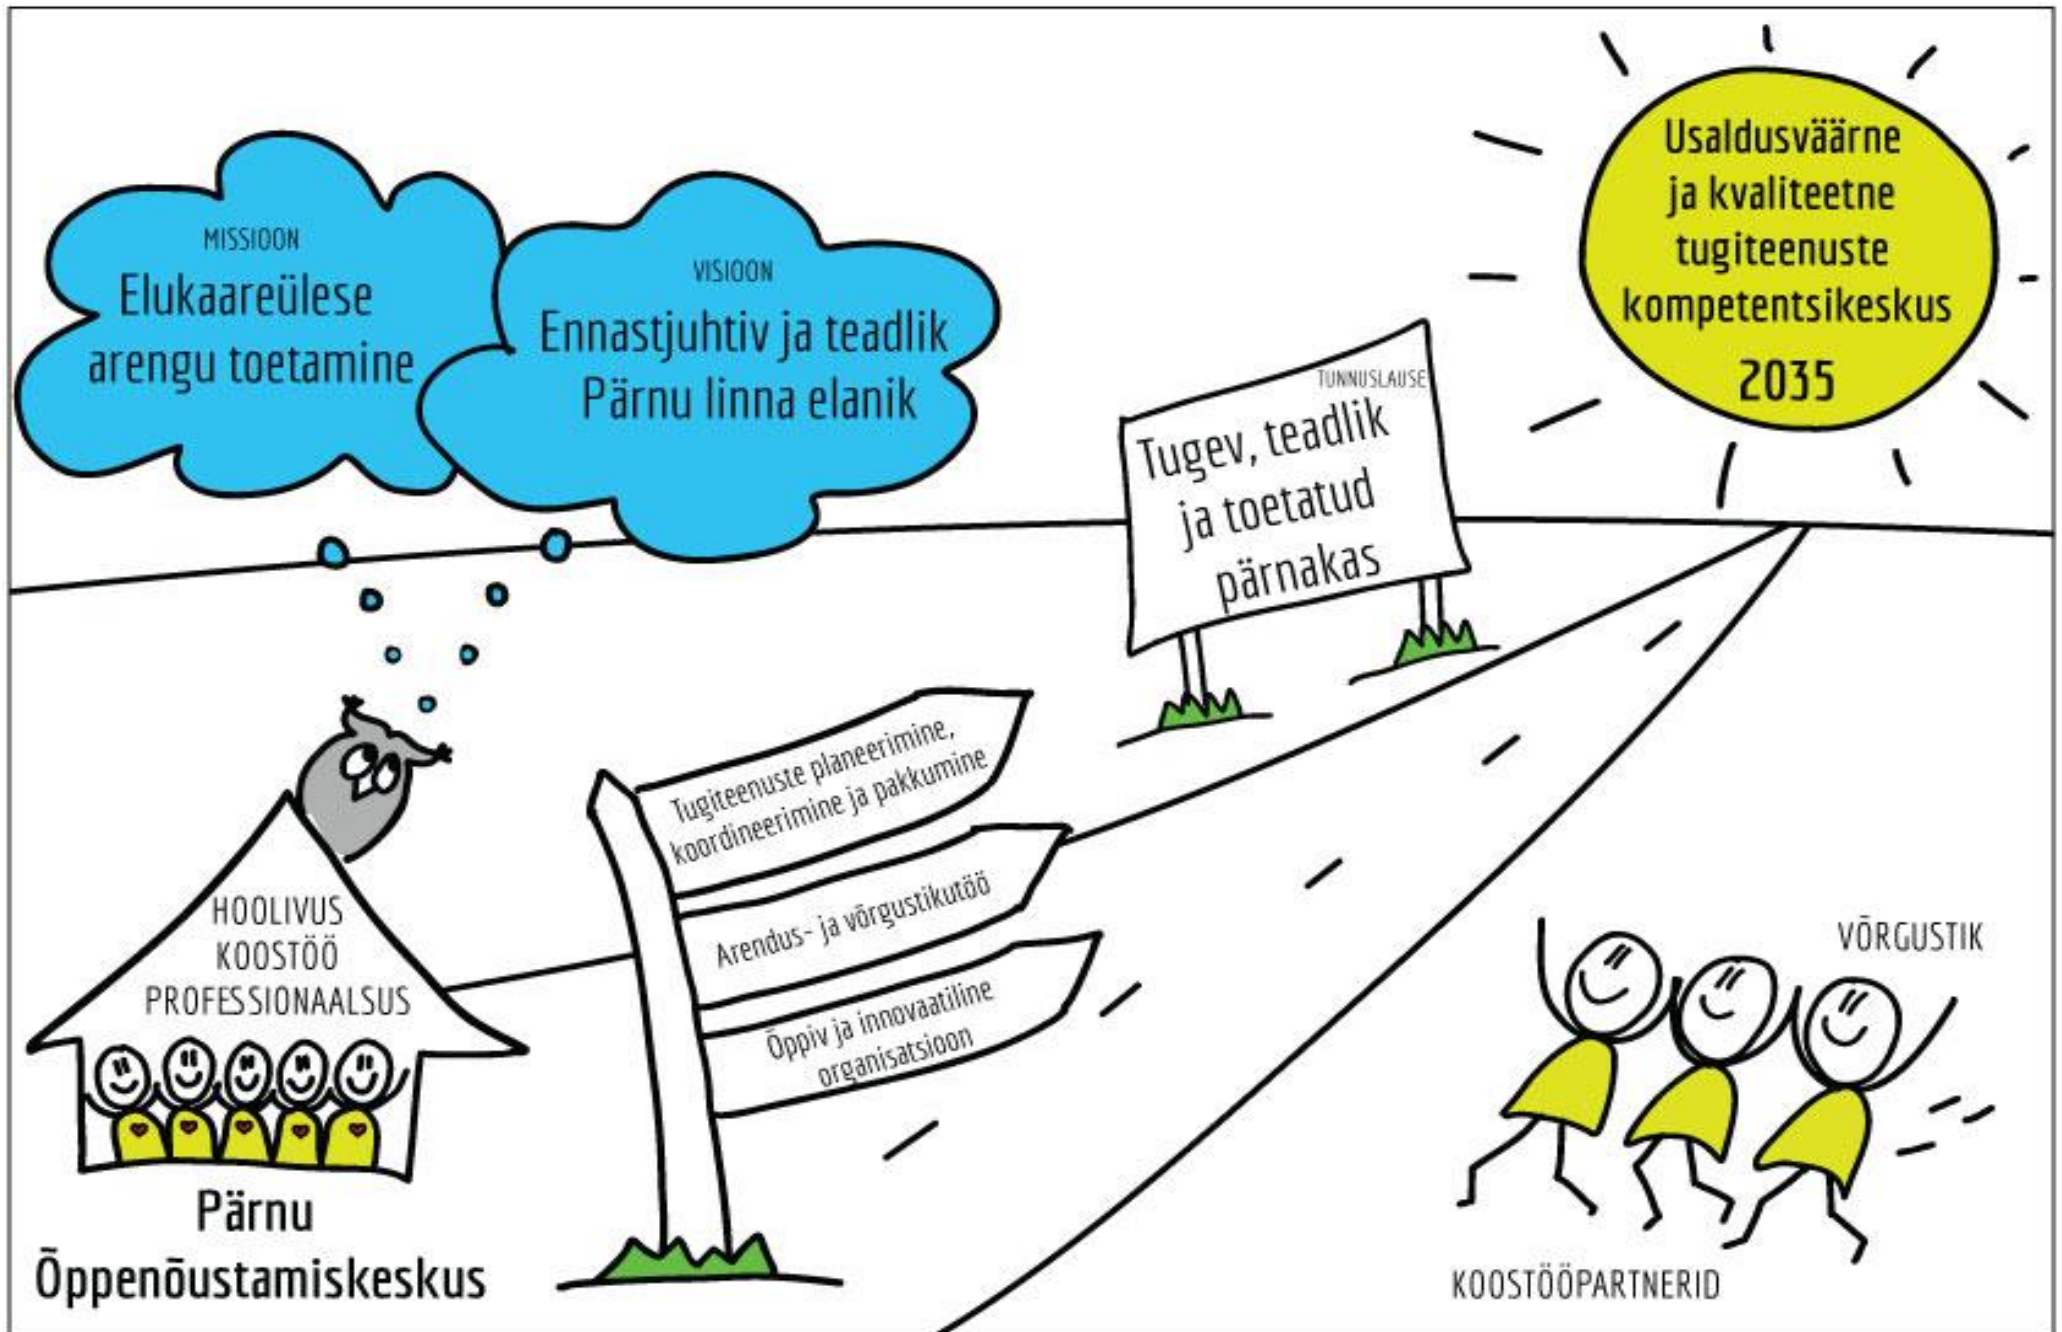 MISSIOON
Elukaareülese
arengu toetamine
VISIOON
Ennastjuhtiv ja teadlik
Pärnu linna elanik
TUNNUSLAUSE
Tugev, teadlik
ja toetatud
pärnakas
Usaldusväärne
ja kvaliteetne
tugiteenuste
kompetentsikeskus
2035
Tugiteenuste planeerimine,
koordineerimine ja pakkumine
Arendus- ja võrgustikutöö
Õppiv ja innovaatiline
organisatsioon
HOOLIVUS
KOOSTÖÖ
PROFESSIONAALSUS
Pärnu
Õppenõustamiskeskus
VÕRGUSTIK
KOOSTÖÖPARTNERID